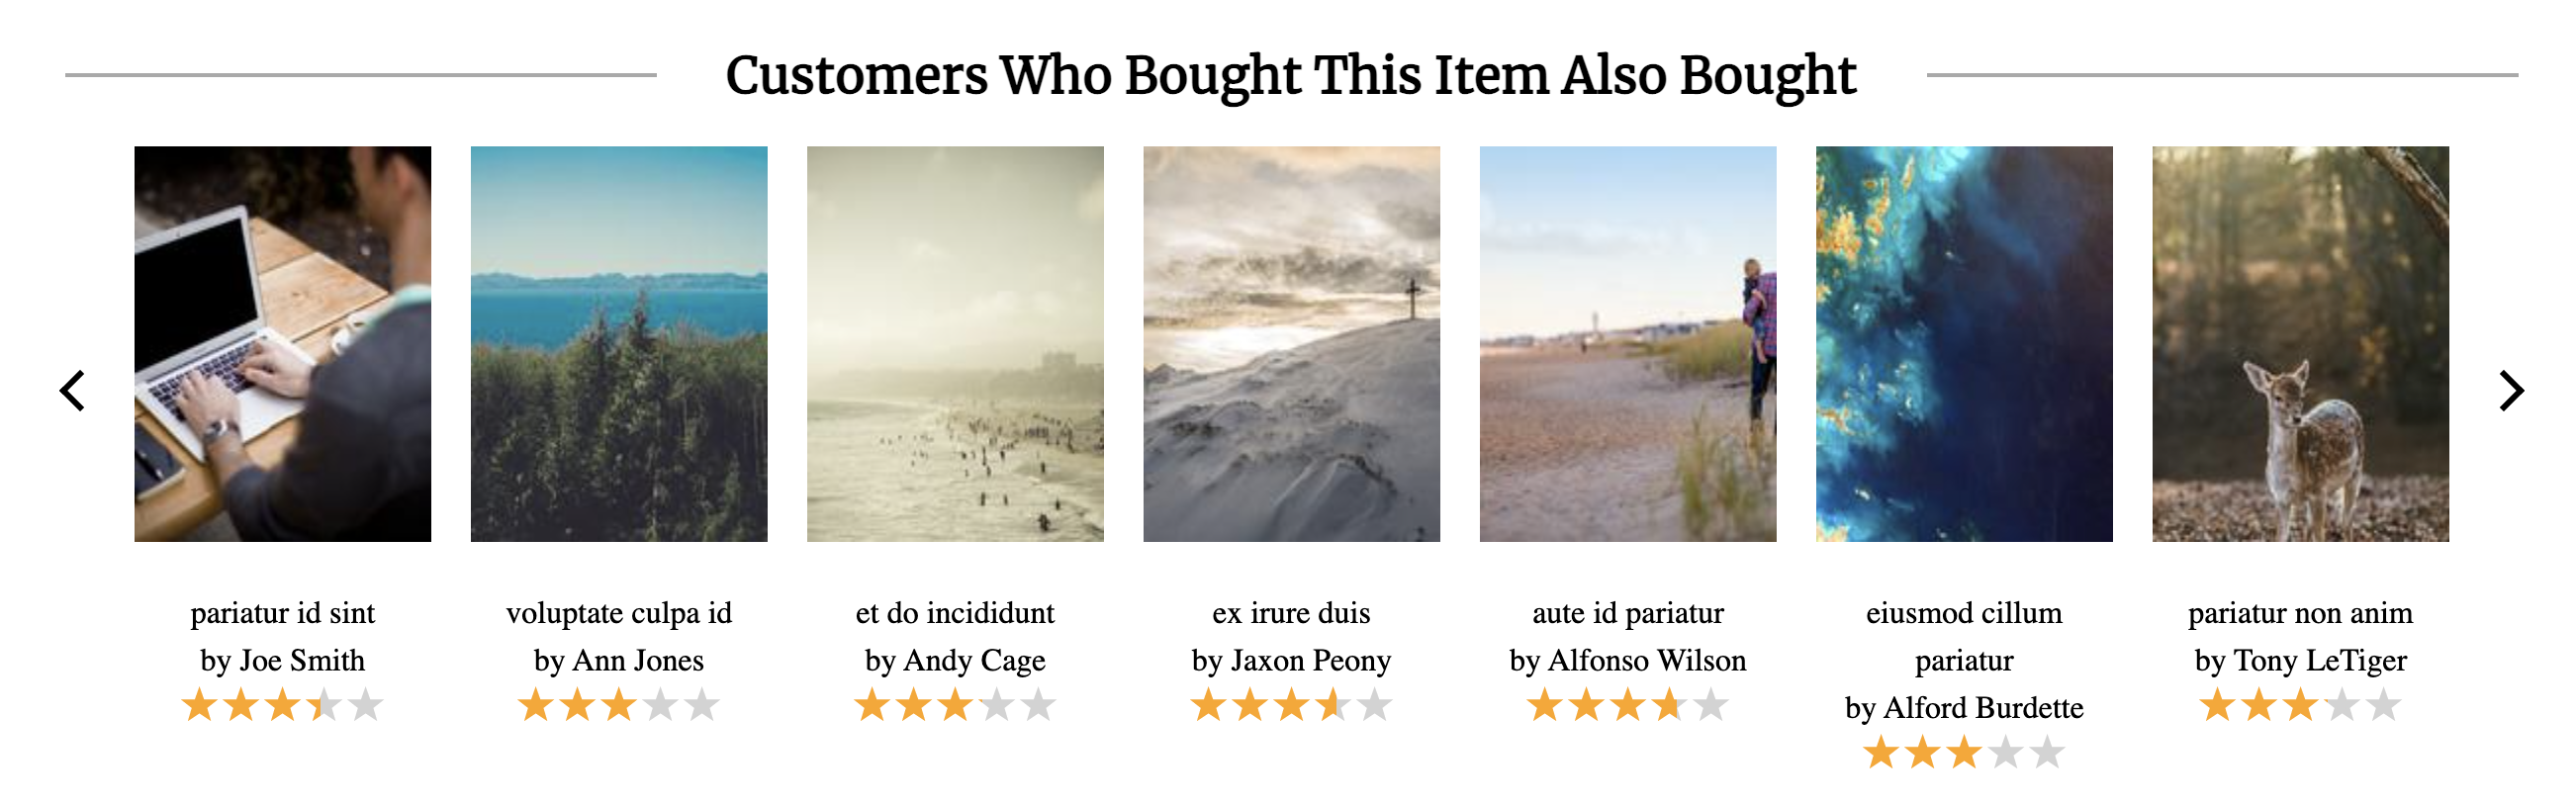 Customers Who Bought This Item Also Bought
pariatur id sint
by Joe Smith
voluptate culpa id
by Ann Jones
et do incididunt
by Andy Cage
ex irure duis
by Jaxon Peony
aute id pariatur
by Alfonso Wilson
eiusmod cillum
pariatur
by Alford Burdette
pariatur non anim
by Tony LeTiger